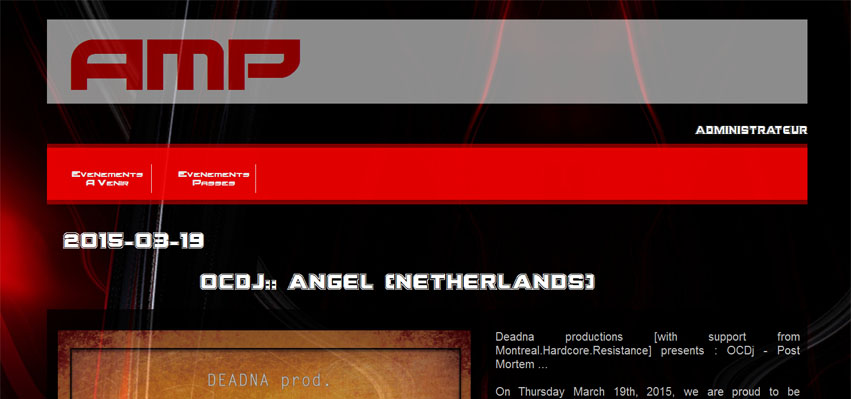 AMP
ADMINISTRATEUR
EVENEMENTS
A VENIR
EVENEMENTS
PASSES
2015-03-19
OCDJ:: ANGEL (NETHERLANDS)
DEADNA prod.
Deadna productions [with support from
Montreal.Hardcore.Resistance] presents : OCDj - Post
Mortem ...
On Thursday March 19th, 2015, we are proud to be